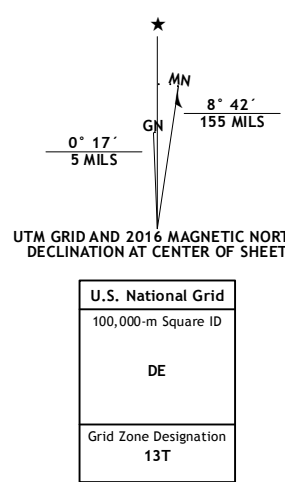 ★
MN
GN
8° 42´
155 MILS
0° 17´
5 MILS
UTM GRID AND 2016 MAGNETIC NORT
DECLINATION AT CENTER OF SHEET
U.S. National Grid
100,000-m Square ID
DE
Grid Zone Designation
13T